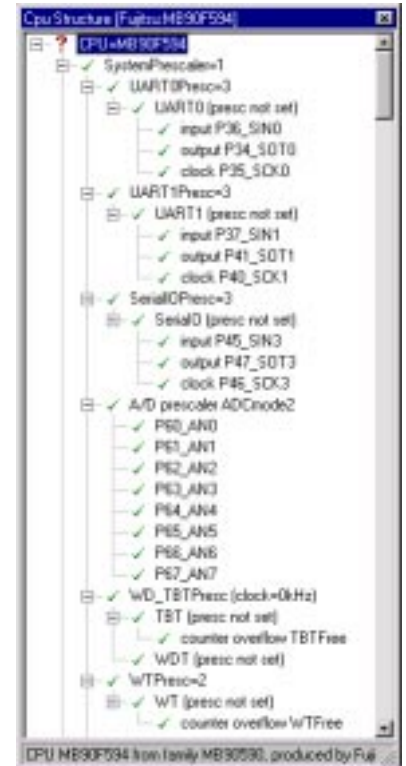 Cpu Structure [Fujitsu MB90F594]
CPU=MB90F594
SystemPrescaler=1
UART0Presc=3
UART0 (presc not set)
input P36_SIN0
output P34_SOT0
clock P35_SCK0
UART1Presc=3
UART1 (presc not set)
input P37_SIN1
output P41_SOT1
clock P40_SCK1
SerialIOPresc=3
SerialO (presc not set)
input P45_SIN3
output P47_SOT3
clock P46_SCK3
A/D prescaler ADCmode2
P60_AN0
P61_AN1
P62_AN2
P63_AN3
P64_AN4
P65_AN5
P66_AN6
P67_AN7
WD_TBTPresc (clock=0kHz)
TBT (presc not set)
counter overflow TBTFree
WDT (presc not set)
WTPresc=2
WT (presc not set)
counter overflow WTFree
CPU MB90F594 from family MB90590, produced by Fuji